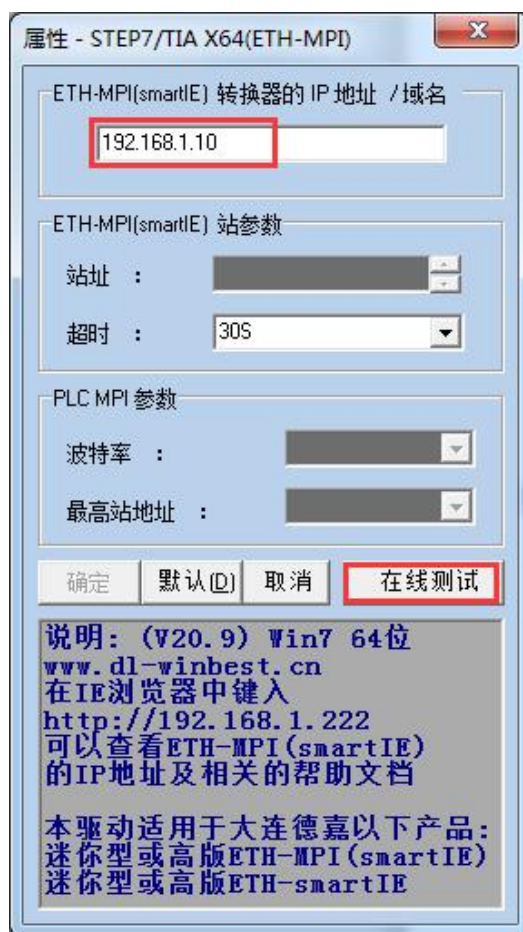 属性 - STEP7/TIA X64(ETH-MPI)
ETH-MPI(smartIE) 转换器的 IP 地址 / 域名
192.168.1.10
ETH-MPI(smartIE) 站参数
站址 :
超时 : 30S
PLC MPI 参数
波特率 :
最高站地址 :
确定 默认(D) 取消 在线测试
说明: (V20.9) Win7 64位
www.dl-winbest.cn
在IE浏览器中键入
http://192.168.1.222
可以查看ETH-MPI(smartIE)
的IP地址及相关的帮助文档
本驱动适用于大连德嘉以下产品:
迷你型或高版ETH-MPI(smartIE)
迷你型或高版ETH-smartIE